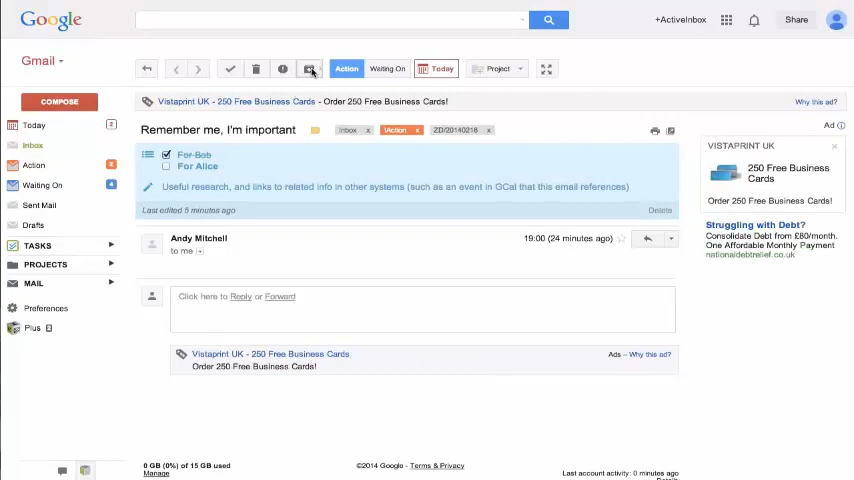 Google
+ActiveInbox
Share
Gmail
Action
Waiting On
Today
Project
COMPOSE
Vistaprint UK - 250 Free Business Cards - Order 250 Free Business Cards!
Why this ad?
Today 2
Inbox
Action
Waiting On 4
Sent Mail
Drafts
TASKS
PROJECTS
MAIL
Preferences
Plus
Remember me, I'm important
Inbox x
!Action x
ZD/20140218 x
For Bob
For Alice
Useful research, and links to related info in other systems (such as an event in GCal that this email references)
Last edited 5 minutes ago
Delete
Andy Mitchell
19:00 (24 minutes ago)
to me
Click here to Reply or Forward
Vistaprint UK - 250 Free Business Cards
Ads – Why this ad?
Order 250 Free Business Cards!
Ad
VISTAPRINT UK
250 Free Business
Cards
Order 250 Free Business Cards!
Struggling with Debt?
Consolidate Debt from £80/month.
One Affordable Monthly Payment
nationaldebtrelief.co.uk
0 GB (0%) of 15 GB used
Manage
©2014 Google - Terms & Privacy
Last account activity: 0 minutes ago